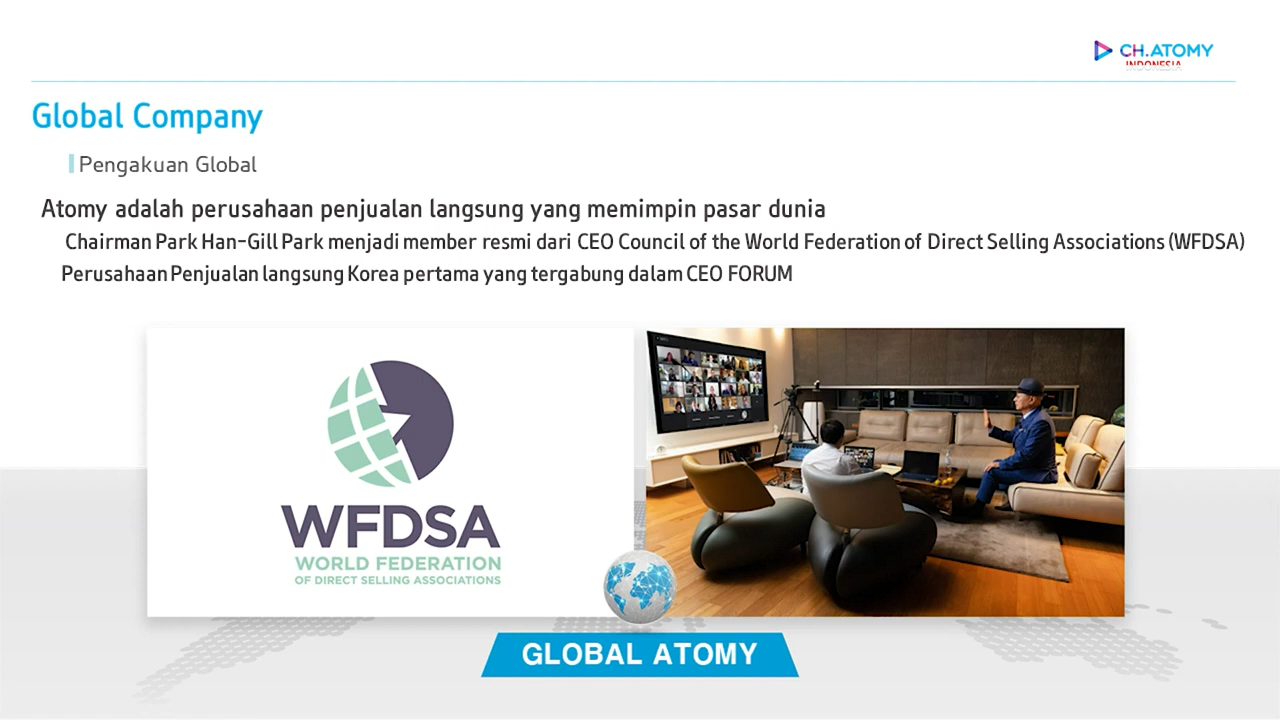 CH.ATOMY
INDONESIA
Global Company
Pengakuan Global
Atomy adalah perusahaan penjualan langsung yang memimpin pasar dunia
Chairman Park Han-Gill Park menjadi member resmi dari CEO Council of the World Federation of Direct Selling Associations (WFDSA)
Perusahaan Penjualan langsung Korea pertama yang tergabung dalam CEO FORUM
WFDSA
WORLD FEDERATION
OF DIRECT SELLING ASSOCIATIONS
GLOBAL ATOMY